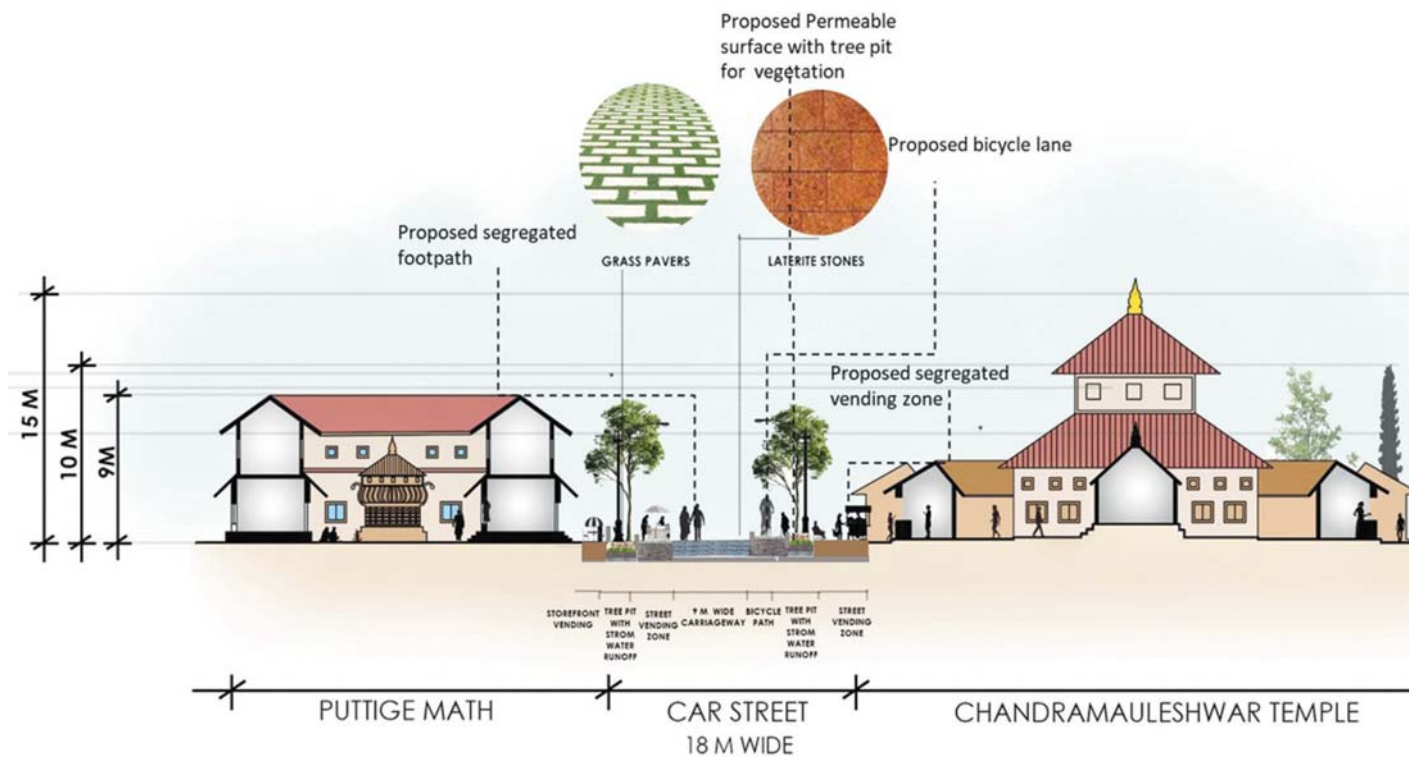 Proposed Permeable
surface with tree pit
for vegetation
Proposed bicycle lane
Proposed segregated
footpath
GRASS PAVERS
LATERITE STONES
Proposed segregated
vending zone
15 M
10 M
9M
STOREFRONT
VENDING
TREE PIT
WITH
STROM
WATER
RUNOFF
STREET
VENDING
ZONE
9 M WIDE
CARRIAGEWAY
BICYCLE
PATH
TREE PIT
WITH
STROM
WATER
RUNOFF
STREET
VENDING
ZONE
PUTTIGE MATH
CAR STREET
18 M WIDE
CHANDRAMAULESHWAR TEMPLE